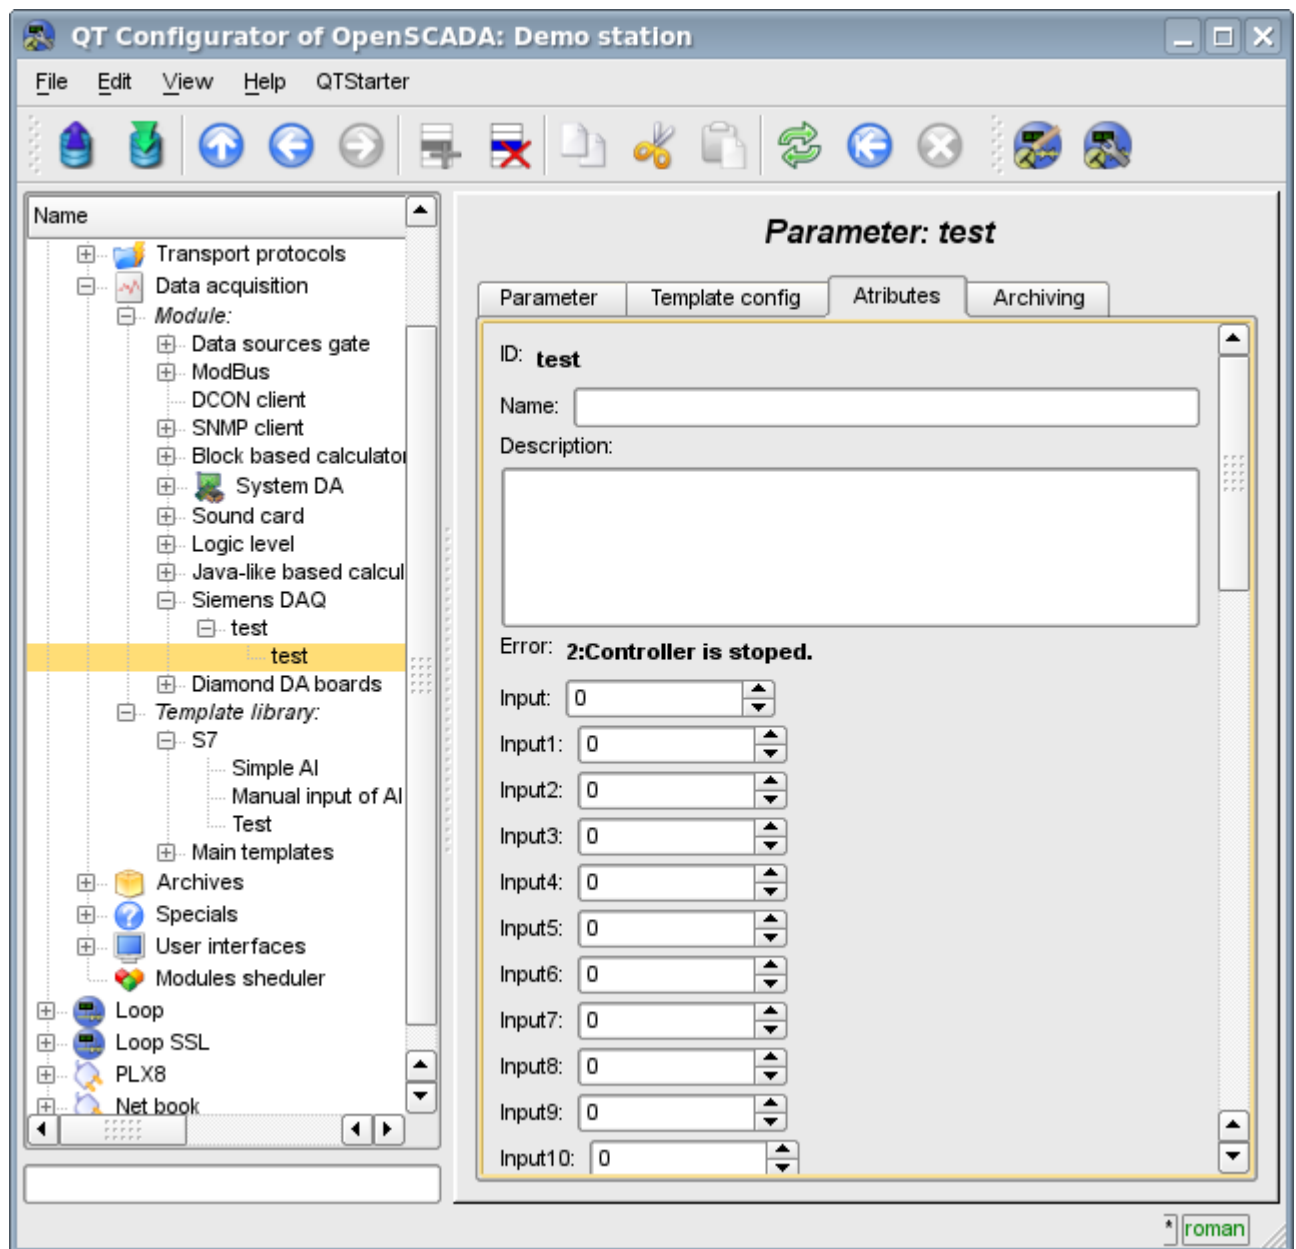 QT Configurator of OpenSCADA: Demo station
File Edit View Help QTStarter
Name
Transport protocols
Data acquisition
Module:
Data sources gate
ModBus
DCON client
SNMP client
Block based calculator
System DA
Sound card
Logic level
Java-like based calcul
Siemens DAQ
test
test
Diamond DA boards
Template library:
S7
Simple AI
Manual input of AI
Test
Main templates
Archives
Specials
User interfaces
Modules sheduler
Loop
Loop SSL
PLX8
Net book
Parameter: test
Parameter Template config Atributes Archiving
ID: test
Name:
Description:
Error: 2:Controller is stoped.
Input: 0
Input1: 0
Input2: 0
Input3: 0
Input4: 0
Input5: 0
Input6: 0
Input7: 0
Input8: 0
Input9: 0
Input10: 0
* roman